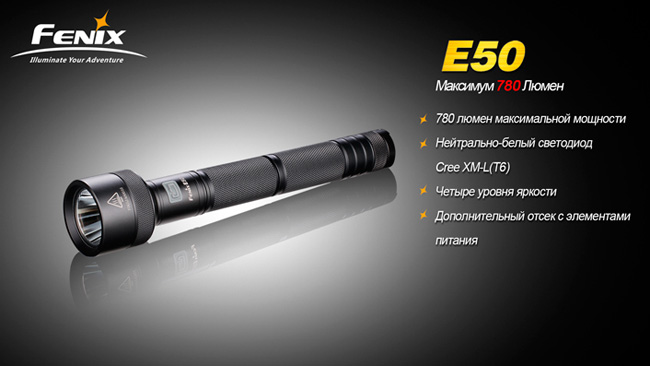 FENIX
Illuminate Your Adventure
E50
Максимум 780 Люмен
780 люмен максимальной мощности
Нейтрально-белый светодиод
Cree XM-L(T6)
Четыре уровня яркости
Дополнительный отсек с элементами
питания